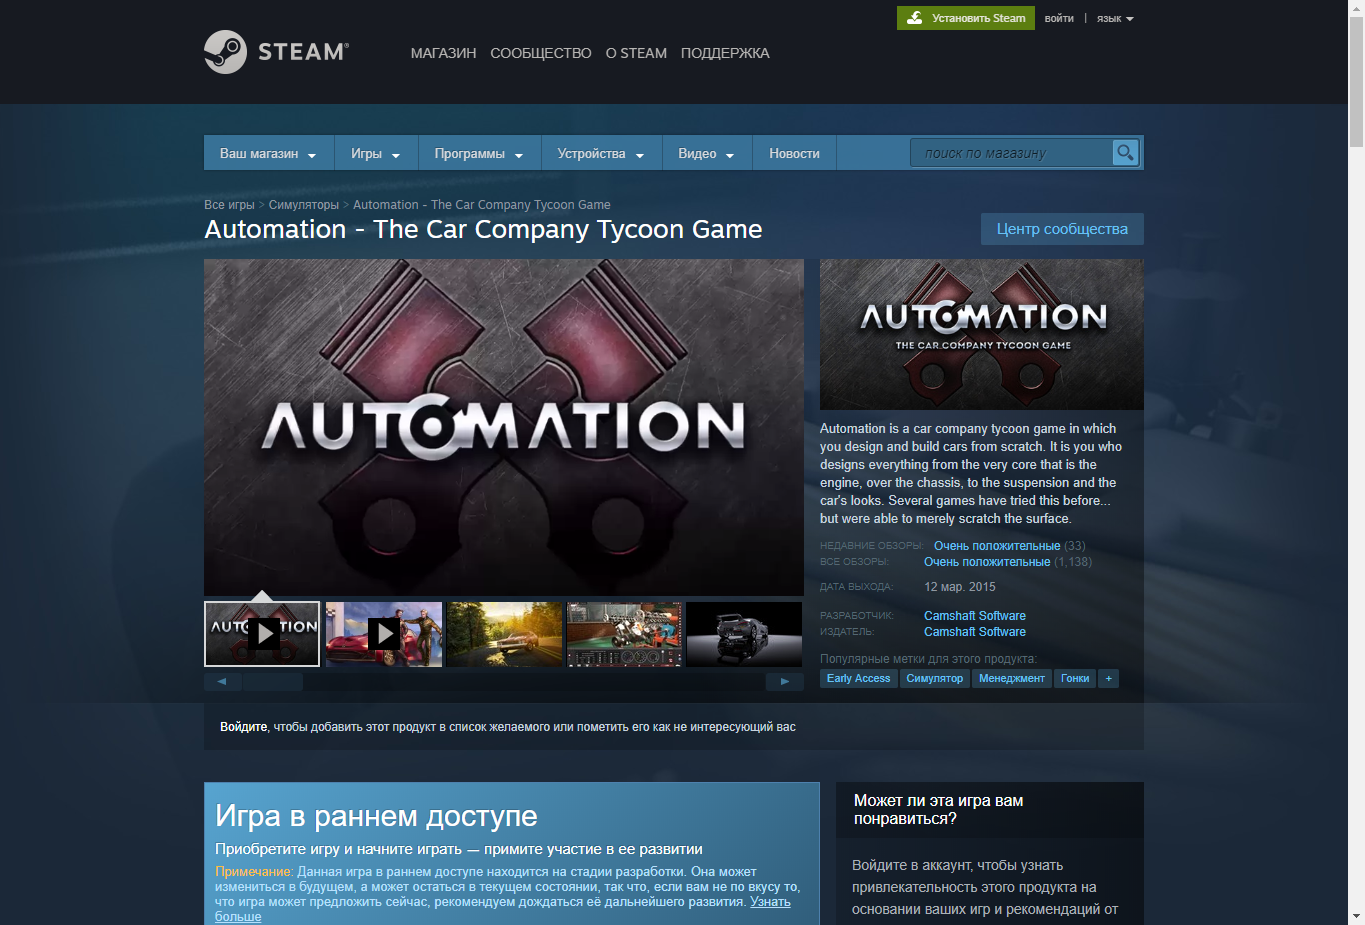 Установить Steam
войти | язык
STEAM®
МАГАЗИН СООБЩЕСТВО О STEAM ПОДДЕРЖКА
Ваш магазин Игры Программы Устройства Видео Новости поиск по магазину
Все игры > Симуляторы > Automation - The Car Company Tycoon Game
Automation - The Car Company Tycoon Game
Центр сообщества
AUTOMATION
AUTOMATION
THE CAR COMPANY TYCOON GAME
Automation is a car company tycoon game in which
you design and build cars from scratch. It is you who
designs everything from the very core that is the
engine, over the chassis, to the suspension and the
car's looks. Several games have tried this before...
but were able to merely scratch the surface.
НЕДАВНИЕ ОБЗОРЫ: Очень положительные (33)
ВСЕ ОБЗОРЫ: Очень положительные (1,138)
ДАТА ВЫХОДА: 12 мар. 2015
РАЗРАБОТЧИК: Camshaft Software
ИЗДАТЕЛЬ: Camshaft Software
Популярные метки для этого продукта:
Early Access Симулятор Менеджмент Гонки +
AUTOMATION
Войдите, чтобы добавить этот продукт в список желаемого или пометить его как не интересующий вас
Игра в раннем доступе
Приобретите игру и начните играть — примите участие в ее развитии
Примечание: Данная игра в раннем доступе находится на стадии разработки. Она может
измениться в будущем, а может остаться в текущем состоянии, так что, если вам не по вкусу то,
что игра может предложить сейчас, рекомендуем дождаться её дальнейшего развития. Узнать
больше
Может ли эта игра вам
понравиться?
Войдите в аккаунт, чтобы узнать
привлекательность этого продукта на
основании ваших игр и рекомендаций от